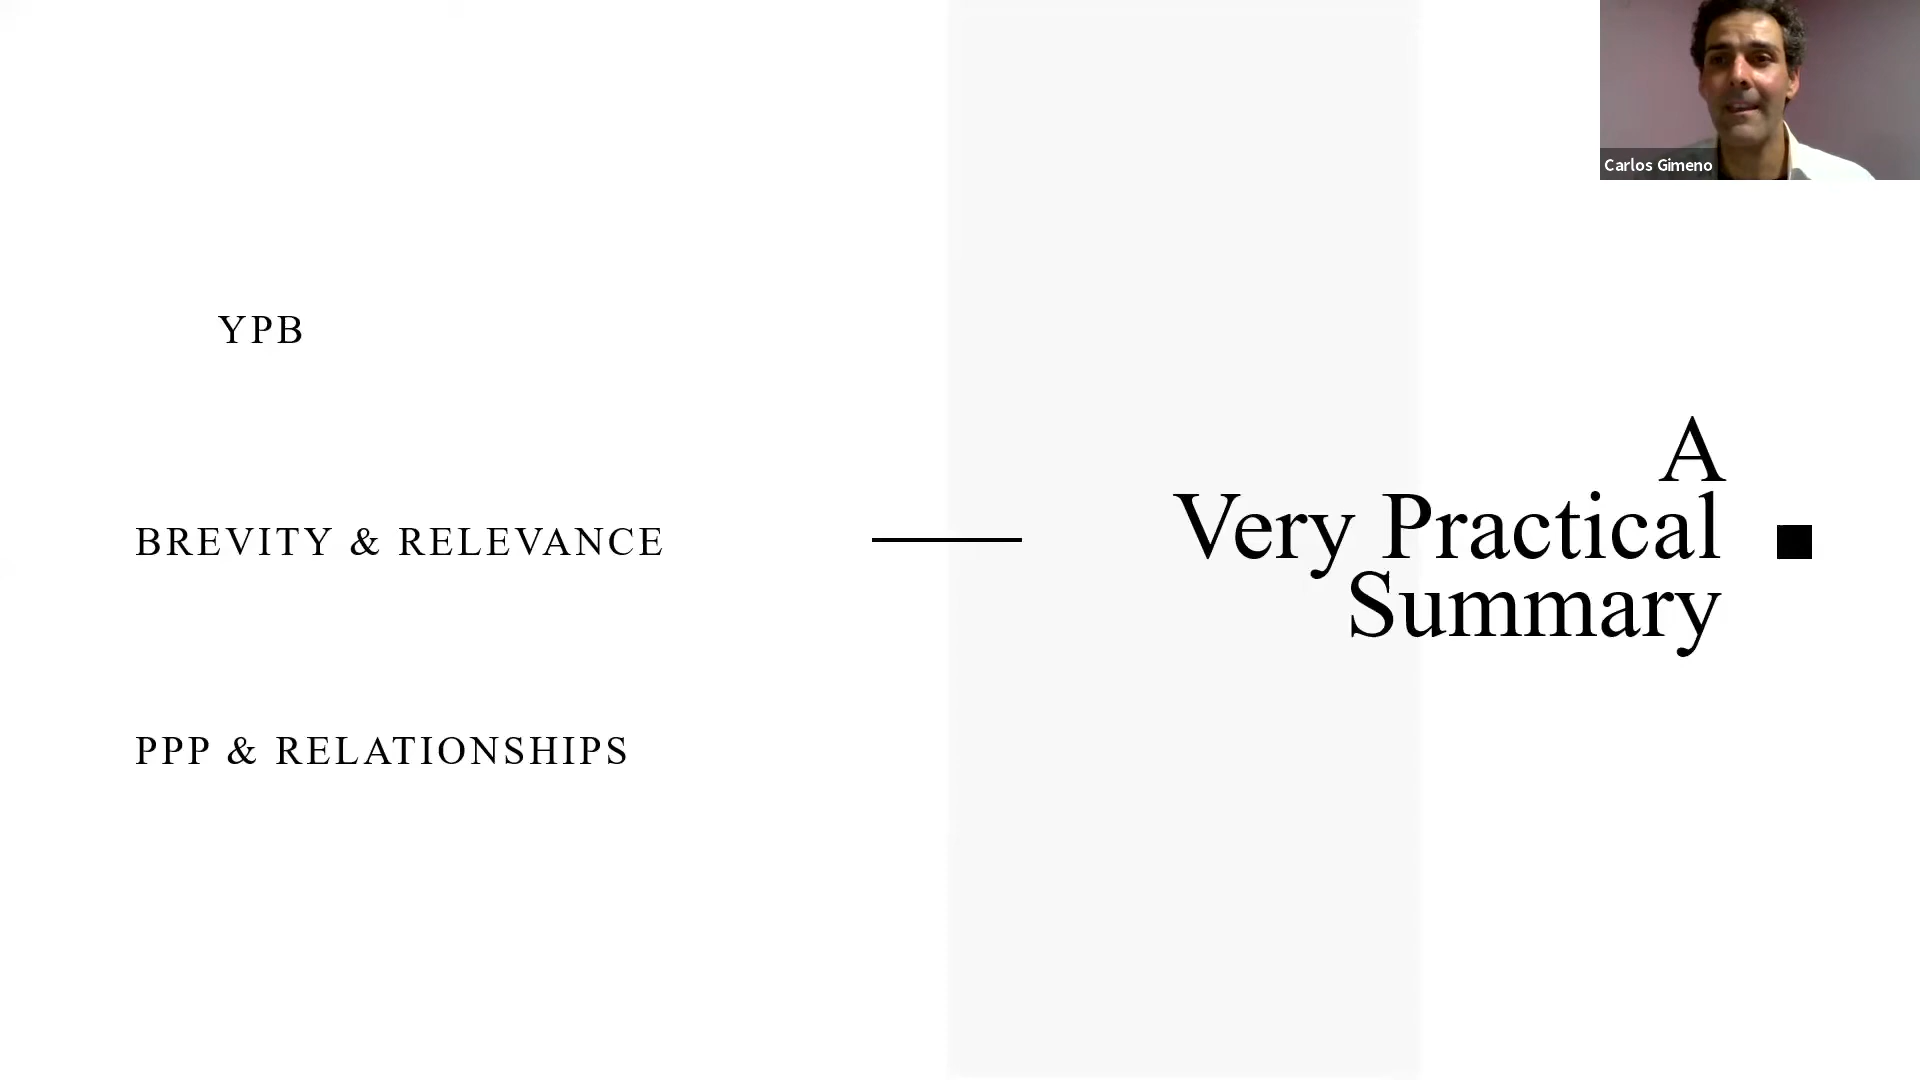 YPB
BREVITY & RELEVANCE
PPP & RELATIONSHIPS
A
Very Practical
Summary
Carlos Gimeno